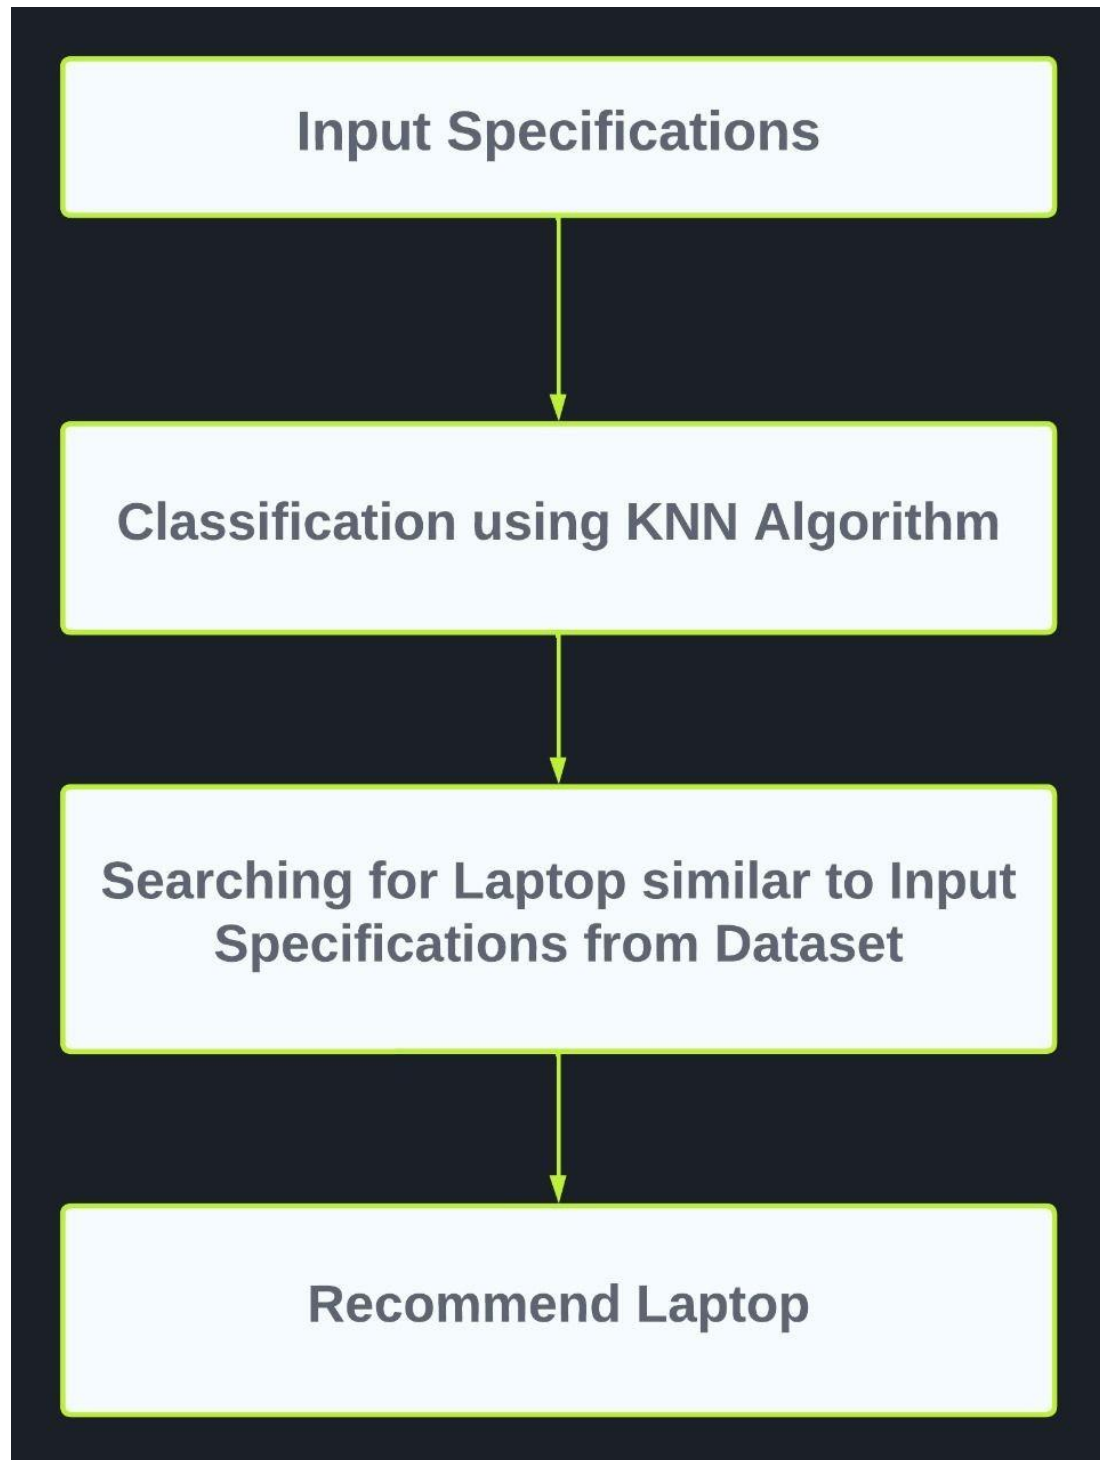 Input Specifications
Classification using KNN Algorithm
Searching for Laptop similar to Input
Specifications from Dataset
Recommend Laptop